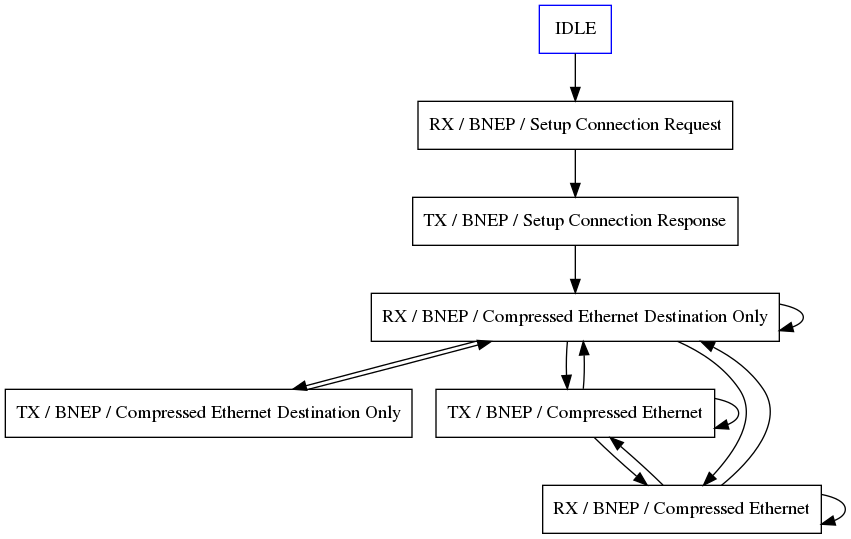 IDLE
RX / BNEP / Setup Connection Request
TX / BNEP / Setup Connection Response
RX / BNEP / Compressed Ethernet Destination Only
TX / BNEP / Compressed Ethernet Destination Only
TX / BNEP / Compressed Ethernet
RX / BNEP / Compressed Ethernet